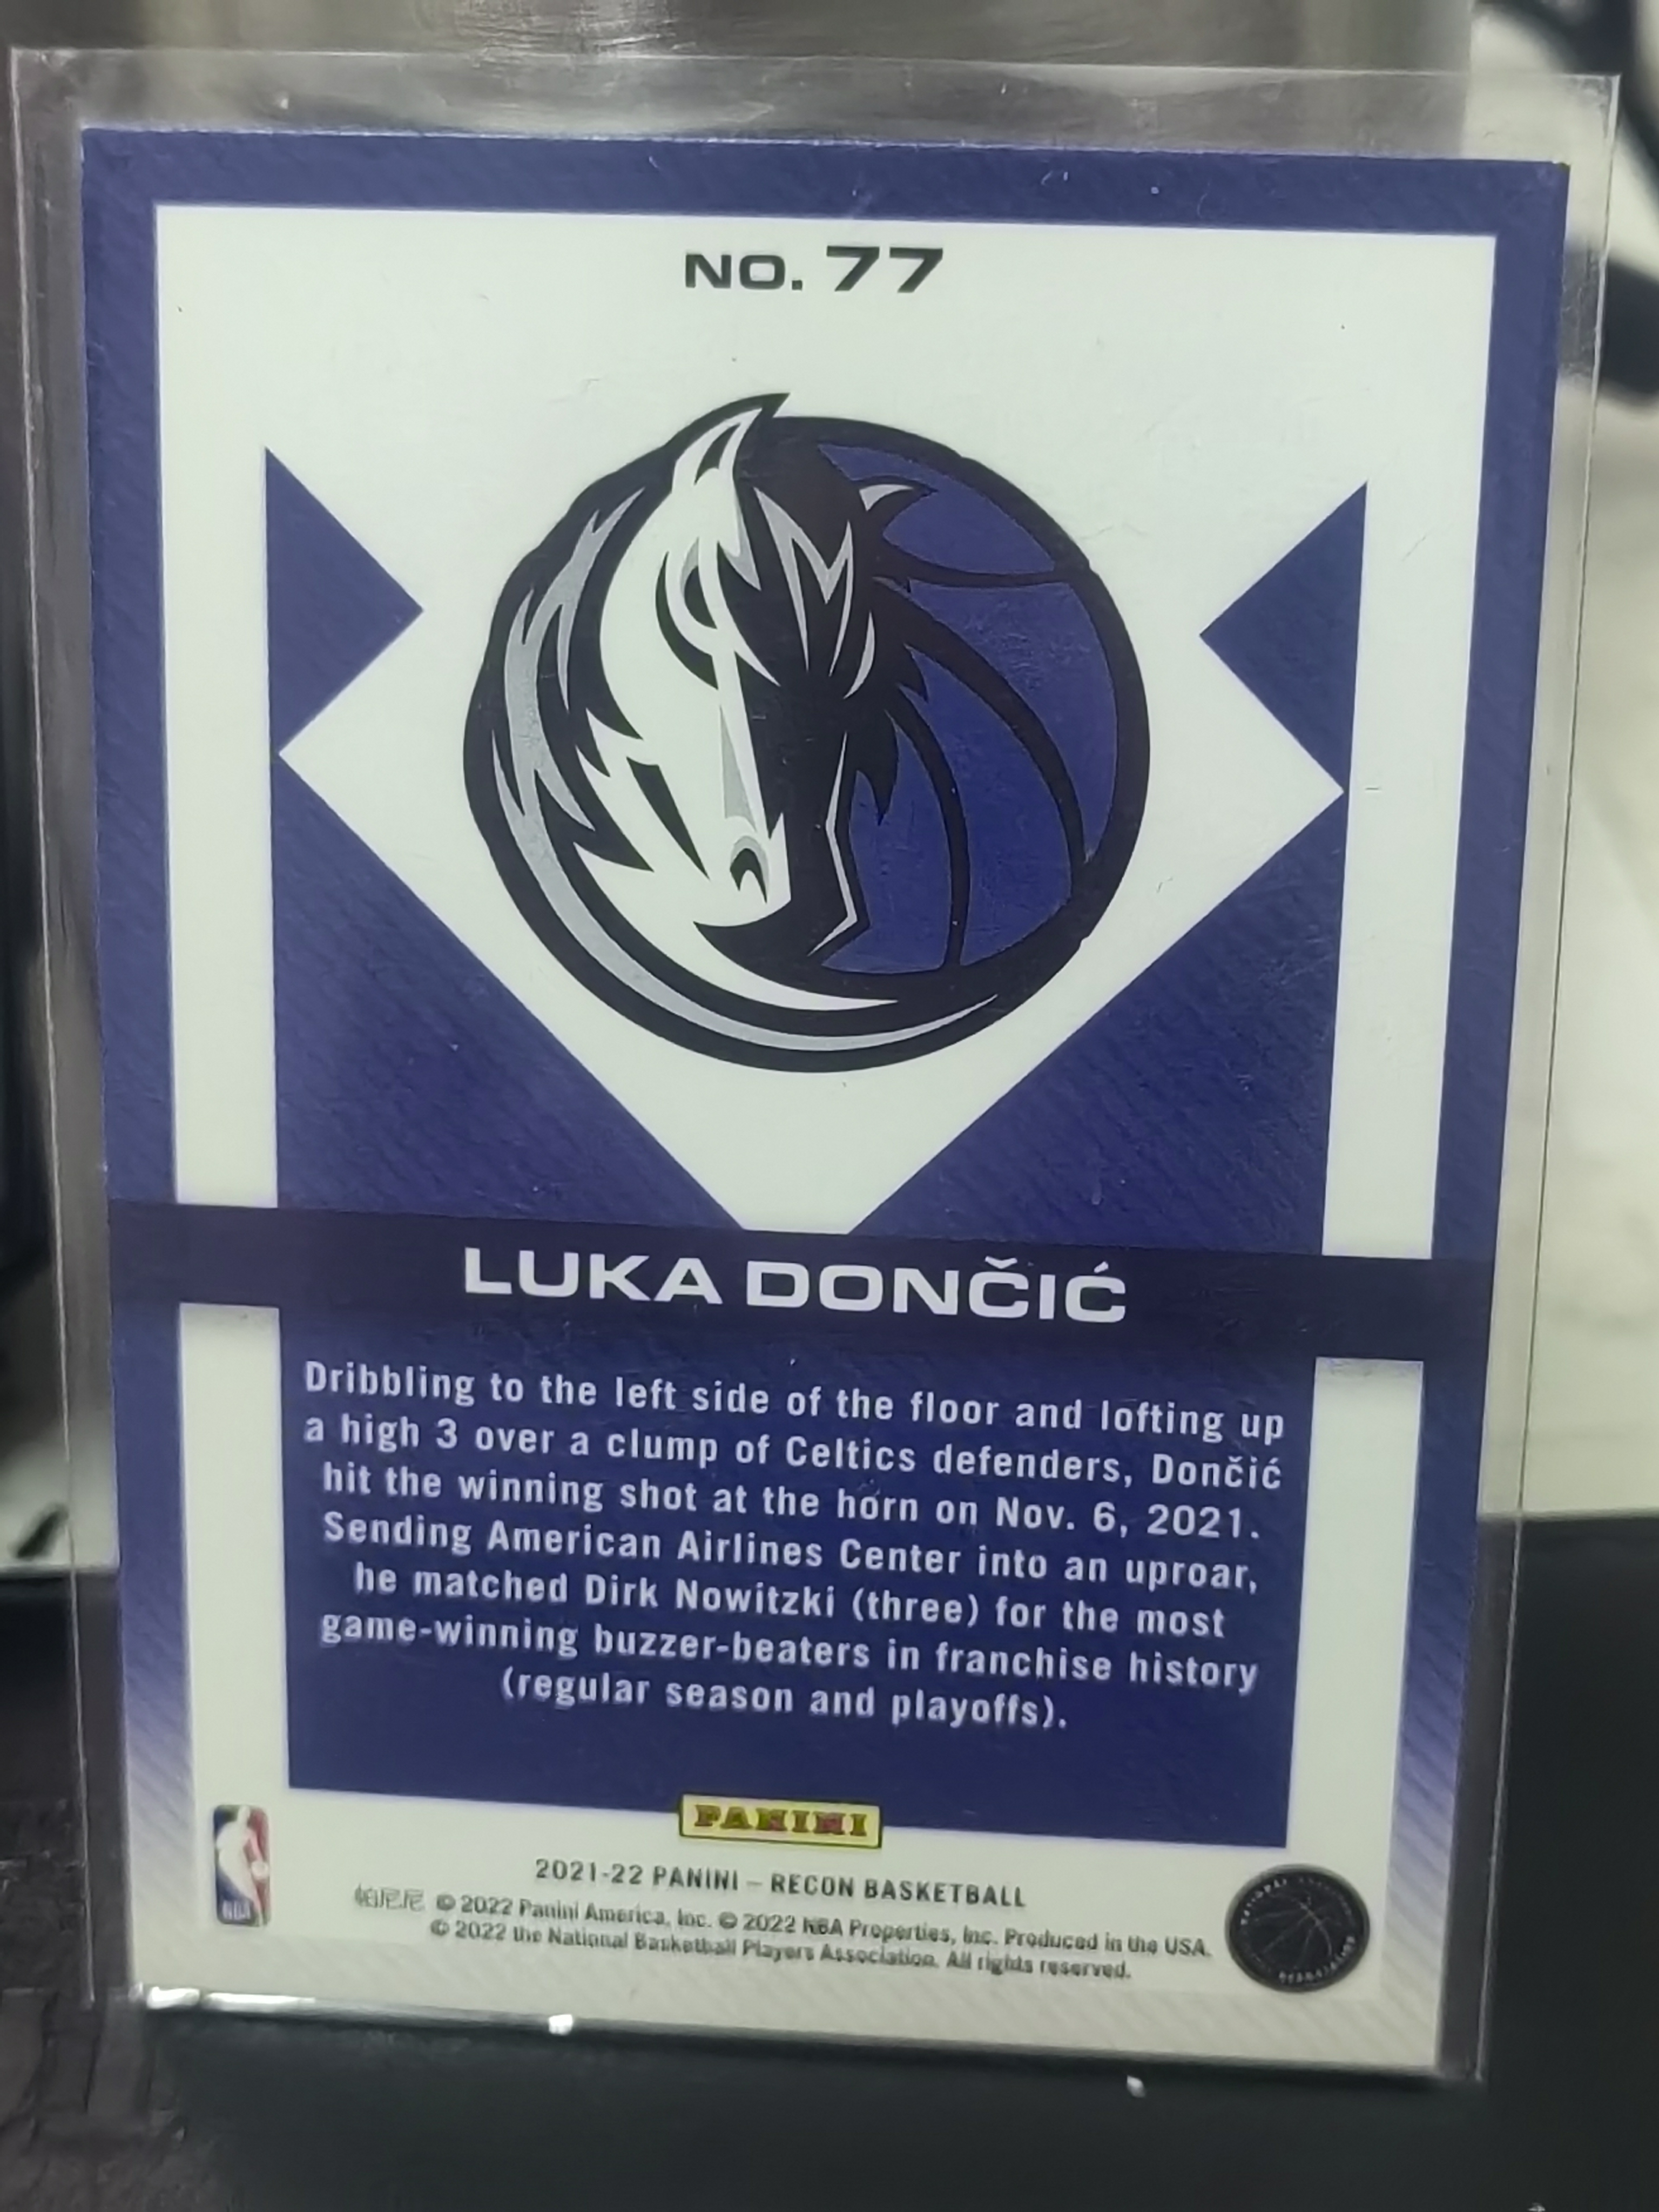 NO. 77
LUKA DONČIĆ
Dribbling to the left side of the floor and lofting up
a high 3 over a clump of Celtics defenders, Dončić
hit the winning shot at the horn on Nov. 6, 2021.
Sending American Airlines Center into an uproar,
he matched Dirk Nowitzki (three) for the most
game-winning buzzer-beaters in franchise history
(regular season and playoffs).
PANINI
2021-22 PANINI – RECON BASKETBALL
帕尼尼 © 2022 Panini America, Inc. © 2022 NBA Properties, Inc. Produced in the USA.
© 2022 the National Basketball Players Association. All rights reserved.
NBA